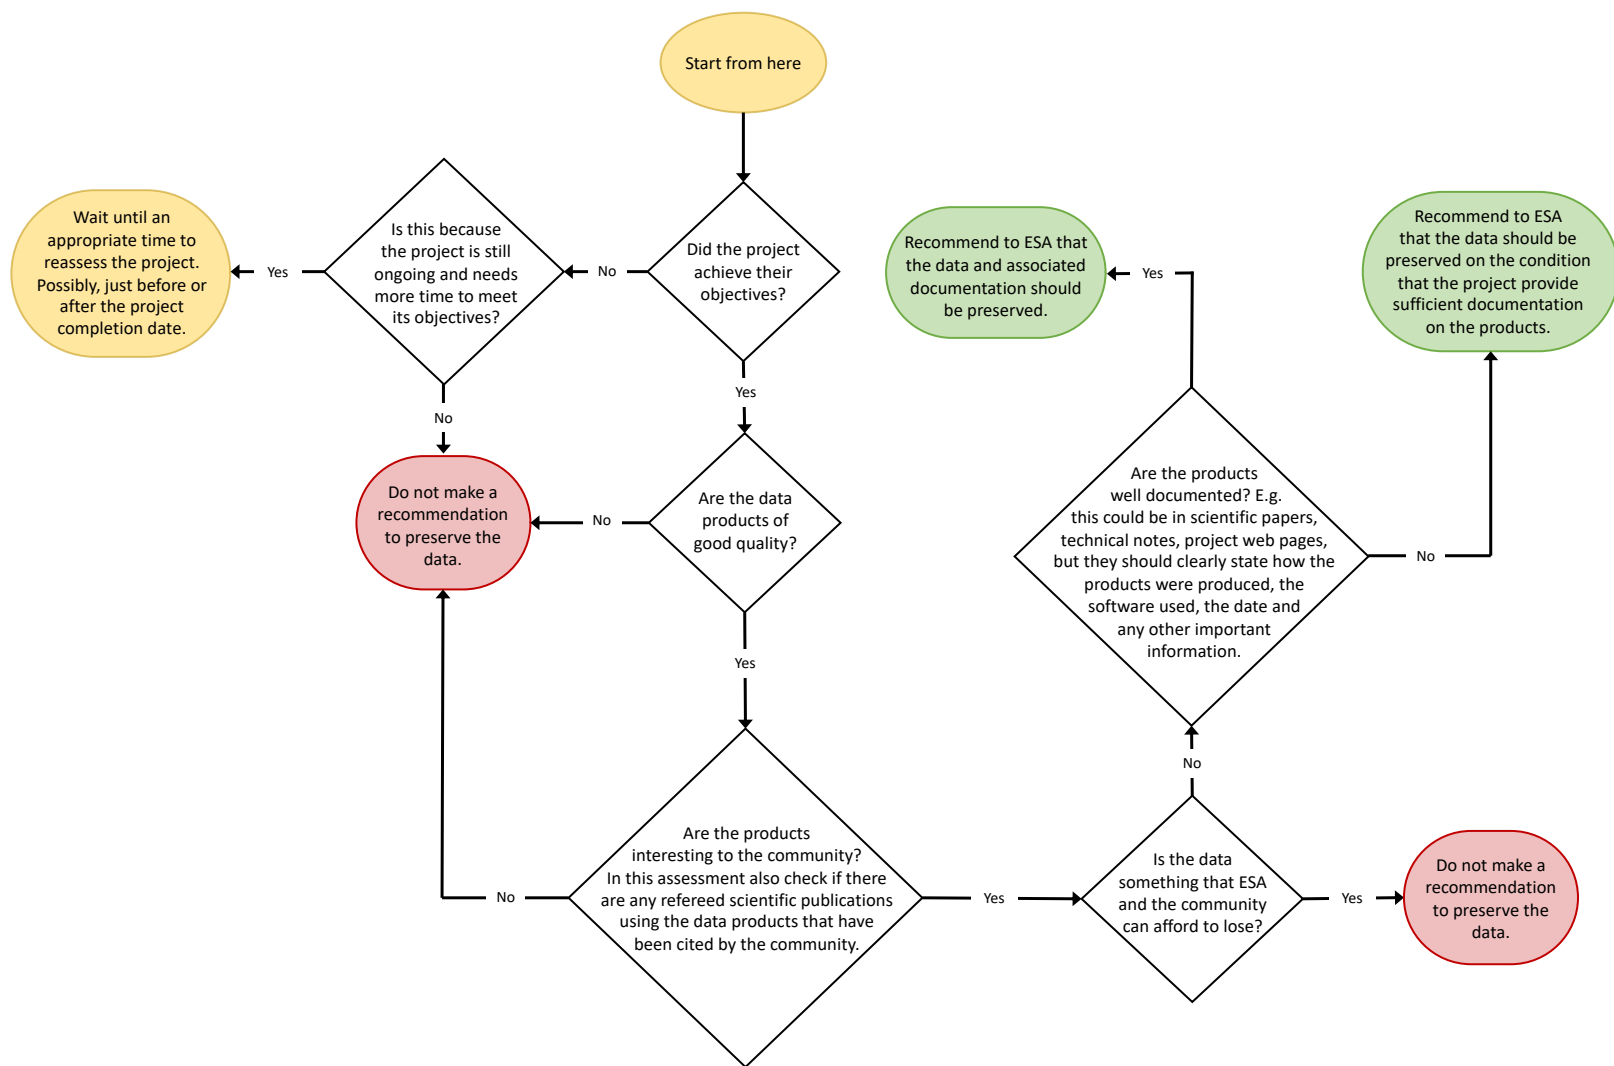 Start from here
Did the project
achieve their
objectives?
No
Is this because
the project is still
ongoing and needs
more time to meet
its objectives?
Yes
Wait until an
appropriate time to
reassess the project.
Possibly, just before or
after the project
completion date.
No
Do not make a
recommendation
to preserve the
data.
Yes
Are the data
products of
good quality?
No
Yes
Are the products
interesting to the community?
In this assessment also check if there
are any refereed scientific publications
using the data products that have
been cited by the community.
No
Yes
Is the data
something that ESA
and the community
can afford to lose?
Yes
Do not make a
recommendation
to preserve the
data.
No
Are the products
well documented? E.g.
this could be in scientific papers,
technical notes, project web pages,
but they should clearly state how the
products were produced, the
software used, the date and
any other important
information.
Yes
Recommend to ESA that
the data and associated
documentation should
be preserved.
No
Recommend to ESA
that the data should be
preserved on the condition
that the project provide
sufficient documentation
on the products.